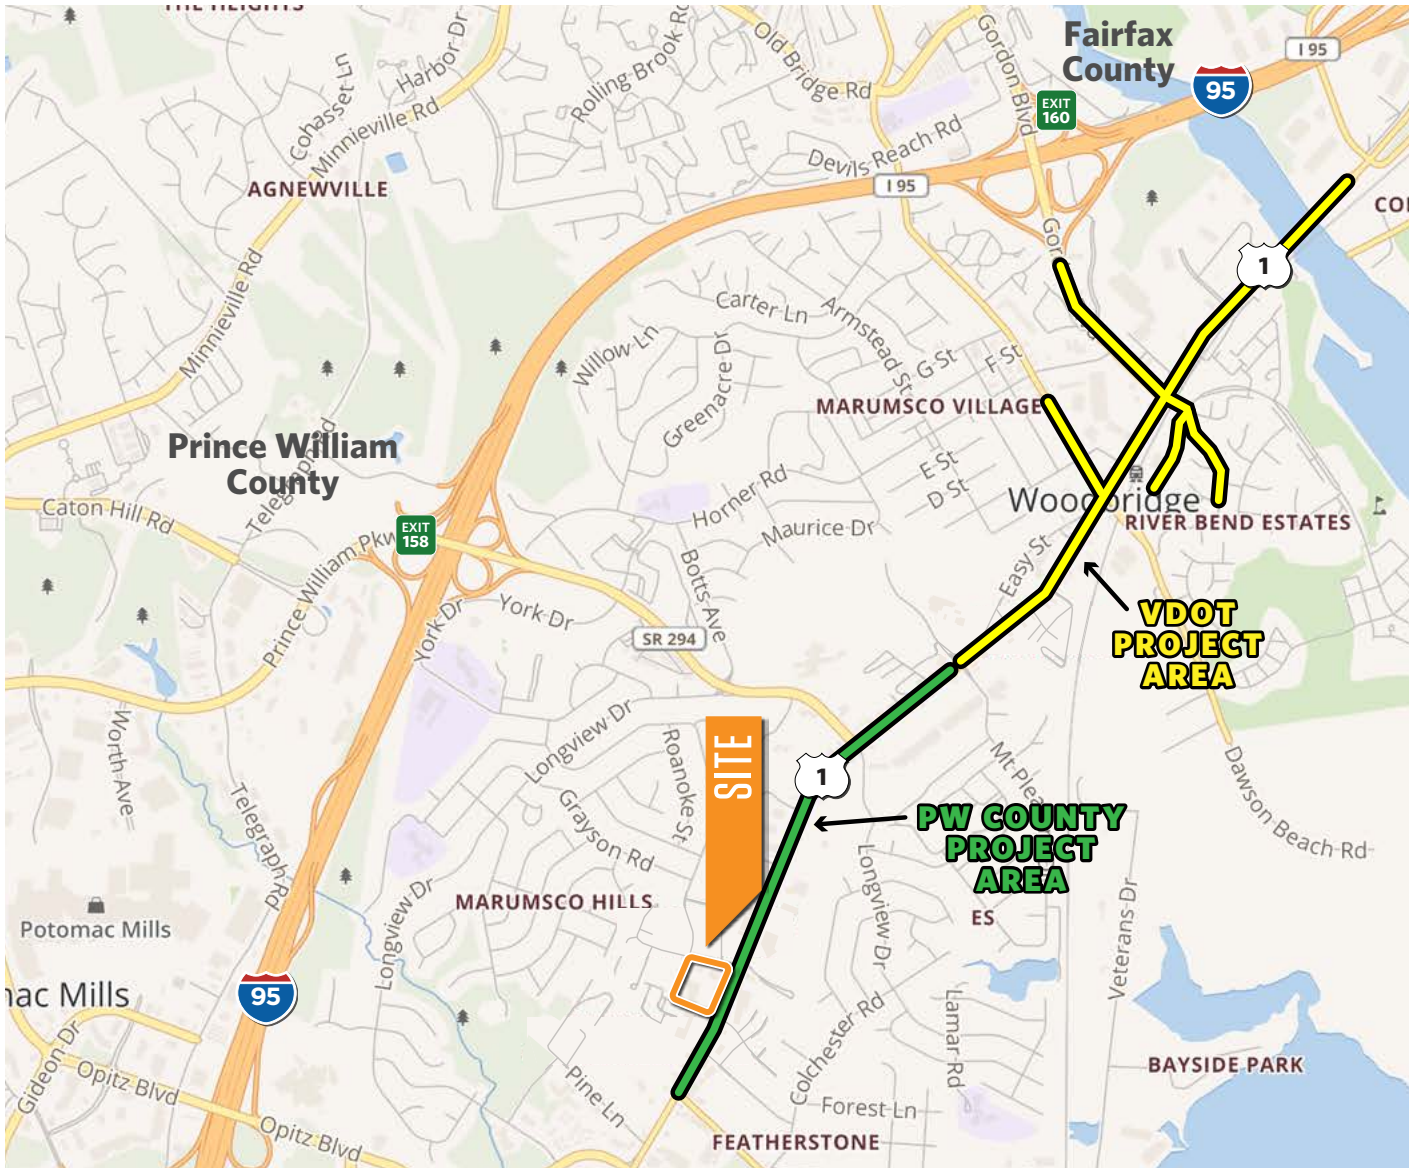 THE HEIGHTS
Harbor Dr
Rolling Brook Rd
Old Bridge Rd
Gordon Blvd
Fairfax
County
I 95
95
EXIT
160
Cohasset Ln
Minnieville Rd
Devils Reach Rd
I 95
AGNEWVILLE
COL
Gor
1
Minnieville Rd
Carter Ln
Armstead St
Willow Ln
Greenacre Dr
G St
F St
MARUMSCO VILLAGE
Prince William
County
Telegraph Rd
E St
D St
Horner Rd
Maurice Dr
Woodbridge
RIVER BEND ESTATES
Caton Hill Rd
EXIT
158
Prince William Pkw
Botts Ave
Easy St
York Dr
York Dr
SR 294
VDOT
PROJECT
AREA
Worth Ave
Longview Dr
Roanoke St
SITE
1
Mt Plea
Dawson Beach Rd
Telegraph Rd
Grayson Rd
PW COUNTY
PROJECT
AREA
Longview Dr
MARUMSCO HILLS
ES
Potomac Mills
Longview Dr
Veterans Dr
mac Mills
95
Colchester Rd
Lamar Rd
Gideon Dr
Opitz Blvd
Pine Ln
BAYSIDE PARK
Forest Ln
Opitz Blvd
FEATHERSTONE